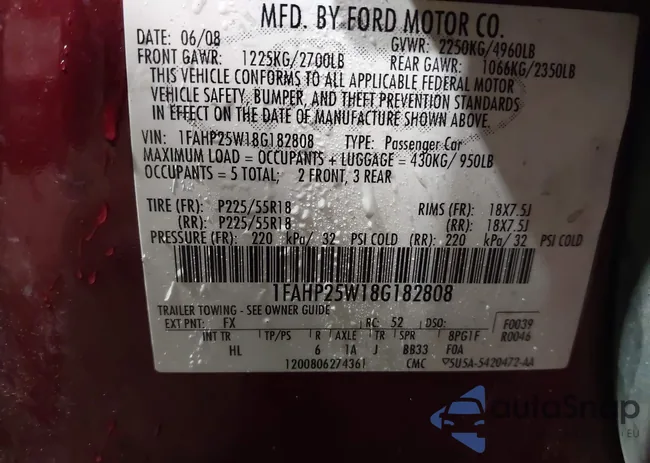 MFD. BY FORD MOTOR CO.
DATE: 06/08 GVWR: 2250KG/4960LB
FRONT GAWR: 1225KG/2700LB REAR GAWR: 1066KG/2350LB
THIS VEHICLE CONFORMS TO ALL APPLICABLE FEDERAL MOTOR
VEHICLE SAFETY, BUMPER, AND THEFT PREVENTION STANDARDS
IN EFFECT ON THE DATE OF MANUFACTURE SHOWN ABOVE.
VIN: 1FAHP25W18G182808 TYPE: Passenger Car
MAXIMUM LOAD = OCCUPANTS + LUGGAGE = 430KG/ 950LB
OCCUPANTS = 5 TOTAL; 2 FRONT, 3 REAR
TIRE (FR): P225/55R18 RIMS (FR): 18X7.5J
(RR): P225/55R18 (RR): 18X7.5J
PRESSURE (FR): 220 kPa/ 32 PSI COLD (RR): 220 kPa/ 32 PSI COLD
1FAHP25W18G182808
TRAILER TOWING - SEE OWNER GUIDE
EXT PNT: FX RC: 52 DSO: F0039
INT TR TP/PS R AXLE TR SPR 8PG1F R0046
HL 6 1A J BB33 F0A
1200806274361 CMC 5U5A-5420472-AA
autoSnap
EU